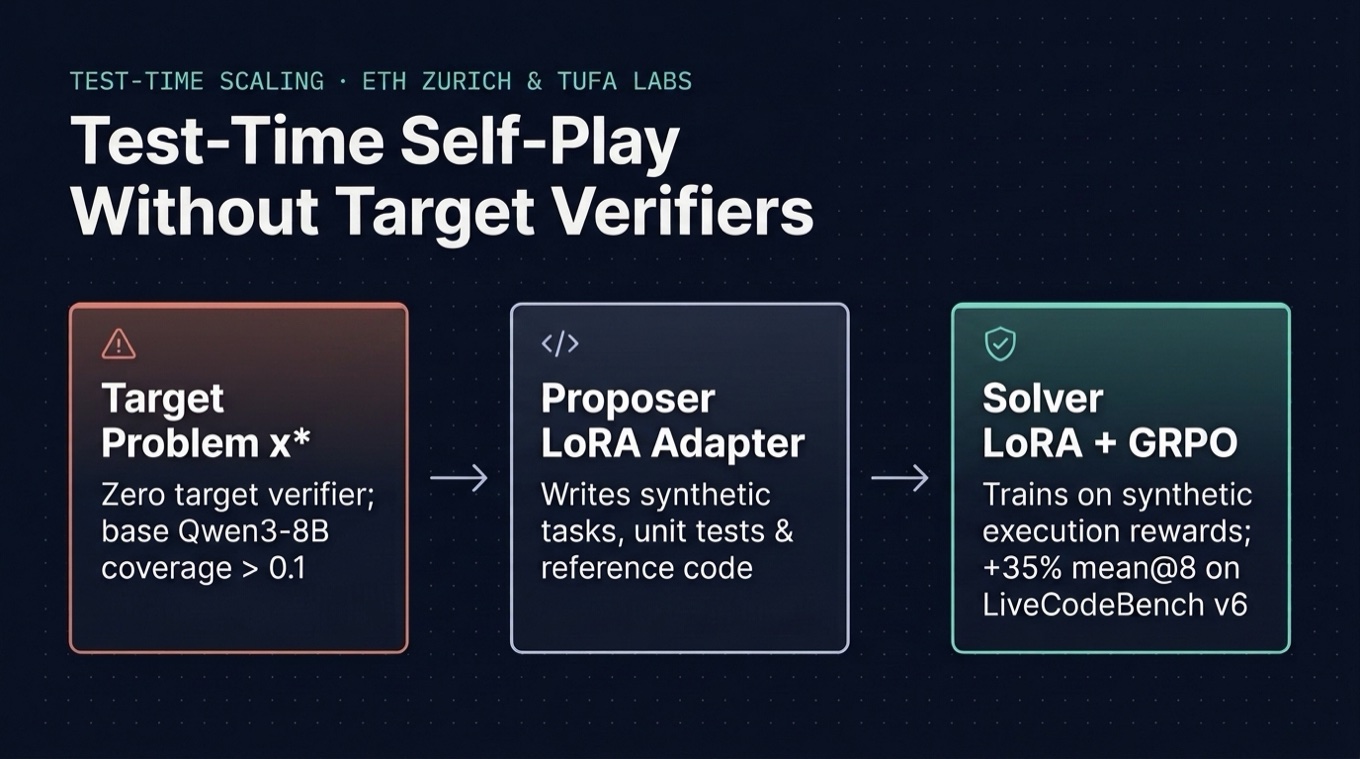 TEST-TIME SCALING · ETH ZURICH & TUFA LABS
Test-Time Self-Play
Without Target Verifiers
Target
Problem x*
Zero target verifier;
base Qwen3-8B
coverage > 0.1
Proposer
LoRA Adapter
Writes synthetic
tasks, unit tests &
reference code
Solver
LoRA + GRPO
Trains on synthetic
execution rewards;
+35% mean@8 on
LiveCodeBench v6